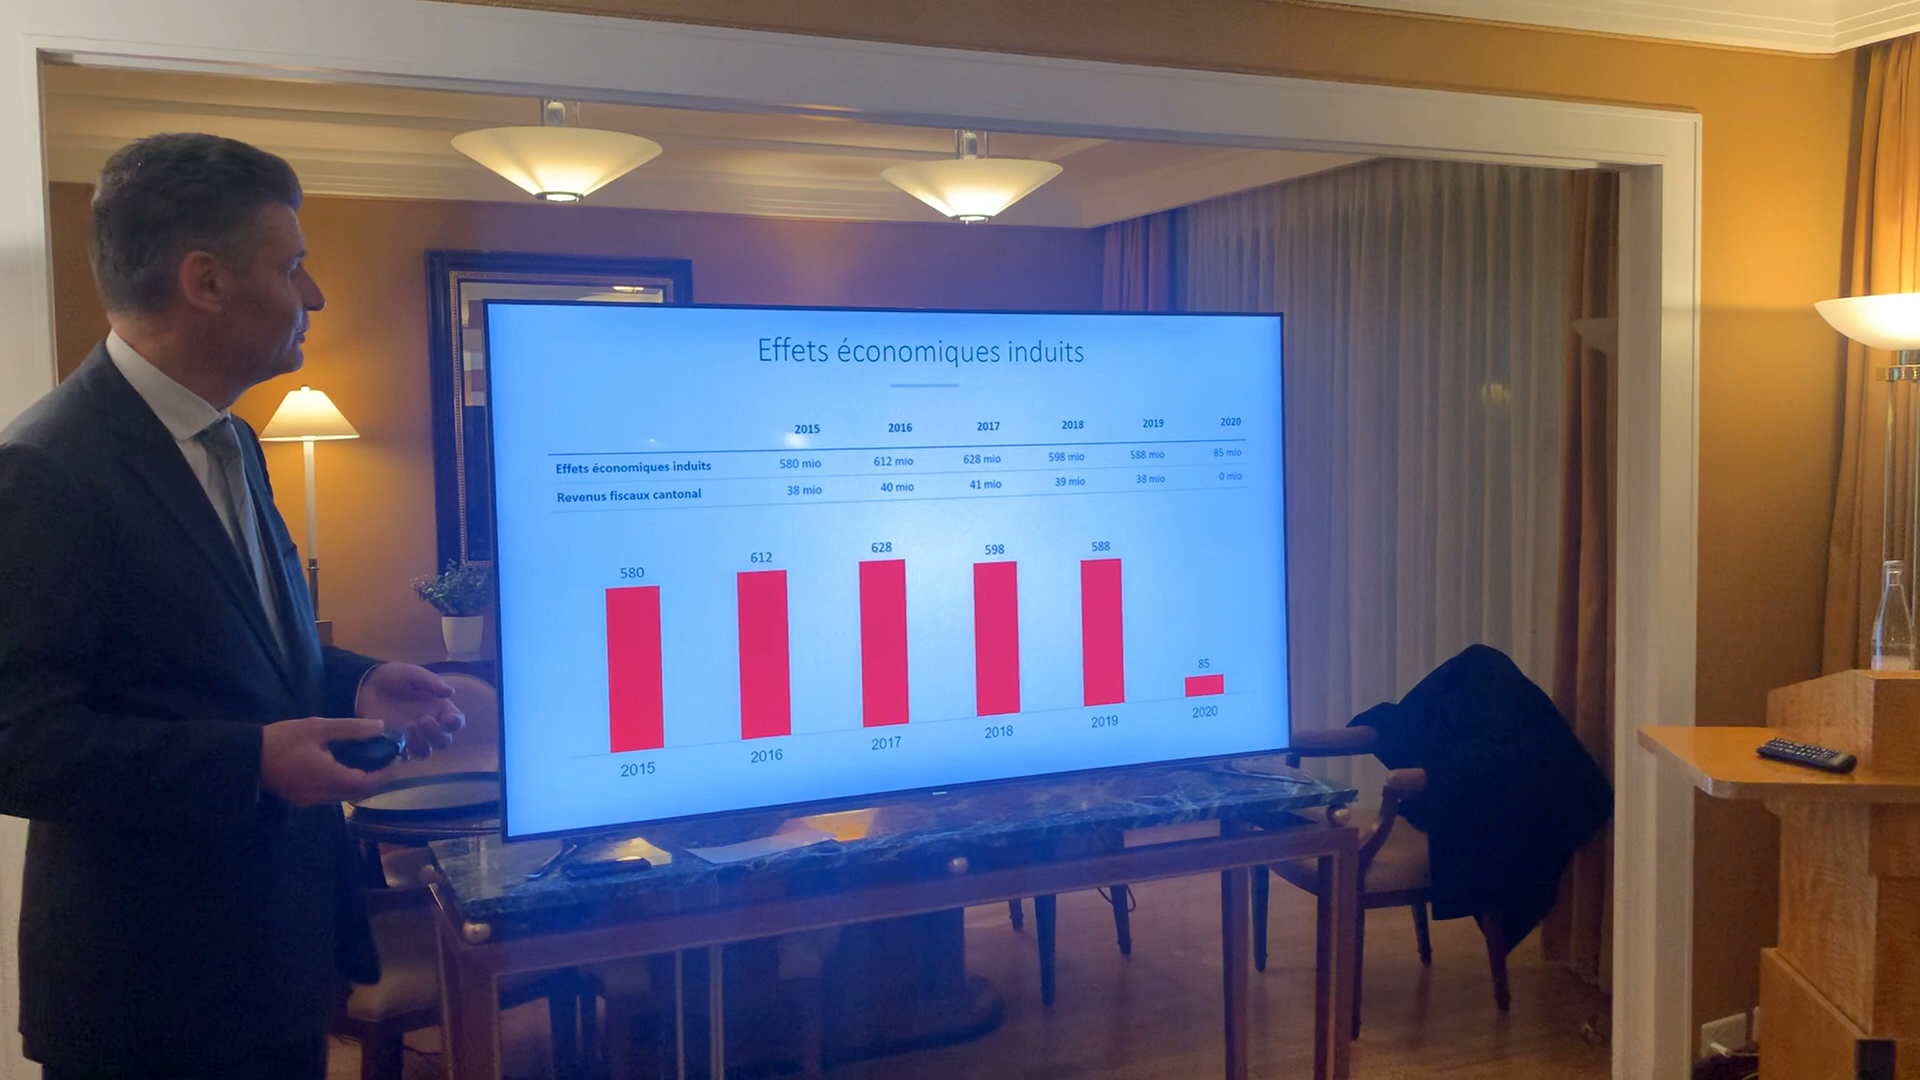 Effets économiques induits
2015 2016 2017 2018 2019 2020
Effets économiques induits 580 mio 612 mio 628 mio 598 mio 588 mio 85 mio
Revenus fiscaux cantonal 38 mio 40 mio 41 mio 39 mio 38 mio 0 mio
580 612 628 598 588 85
2015 2016 2017 2018 2019 2020